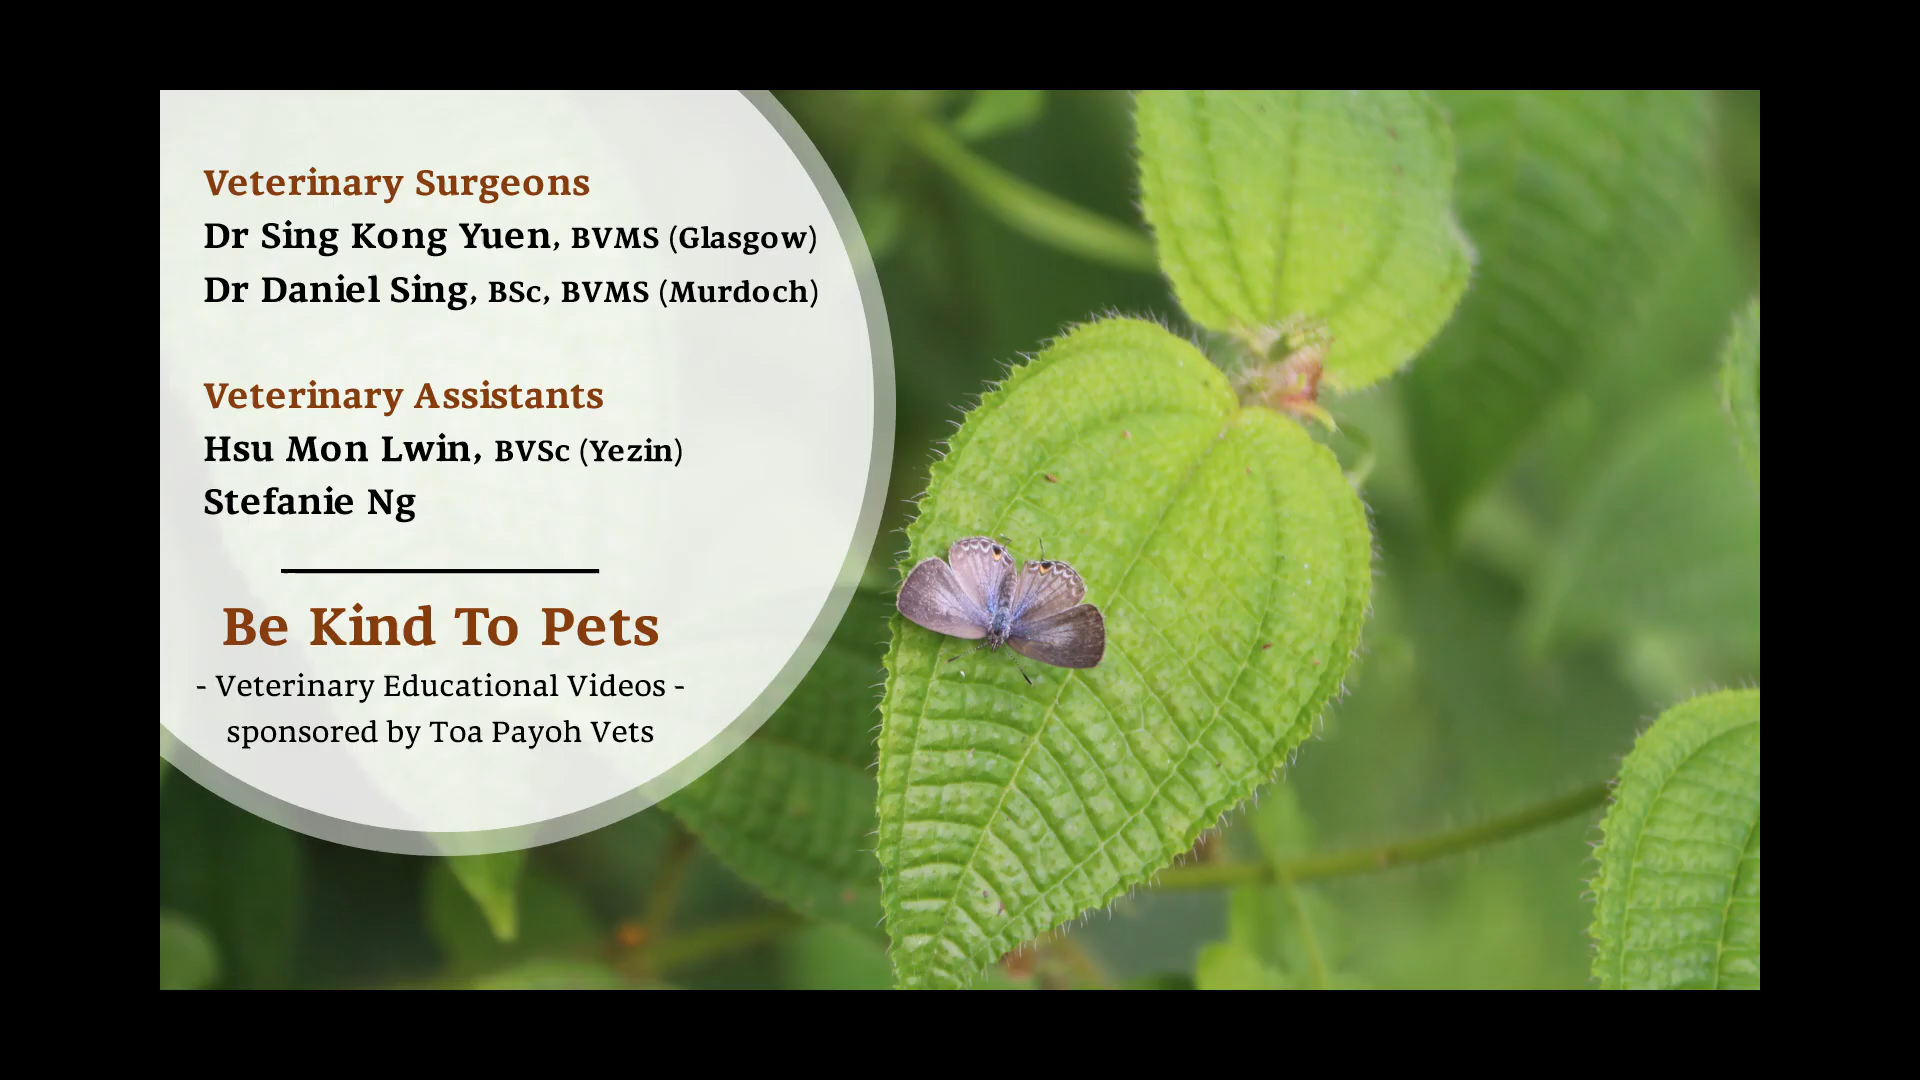 Veterinary Surgeons
Dr Sing Kong Yuen, BVMS (Glasgow)
Dr Daniel Sing, BSc, BVMS (Murdoch)
Veterinary Assistants
Hsu Mon Lwin, BVSc (Yezin)
Stefanie Ng
Be Kind To Pets
- Veterinary Educational Videos -
sponsored by Toa Payoh Vets